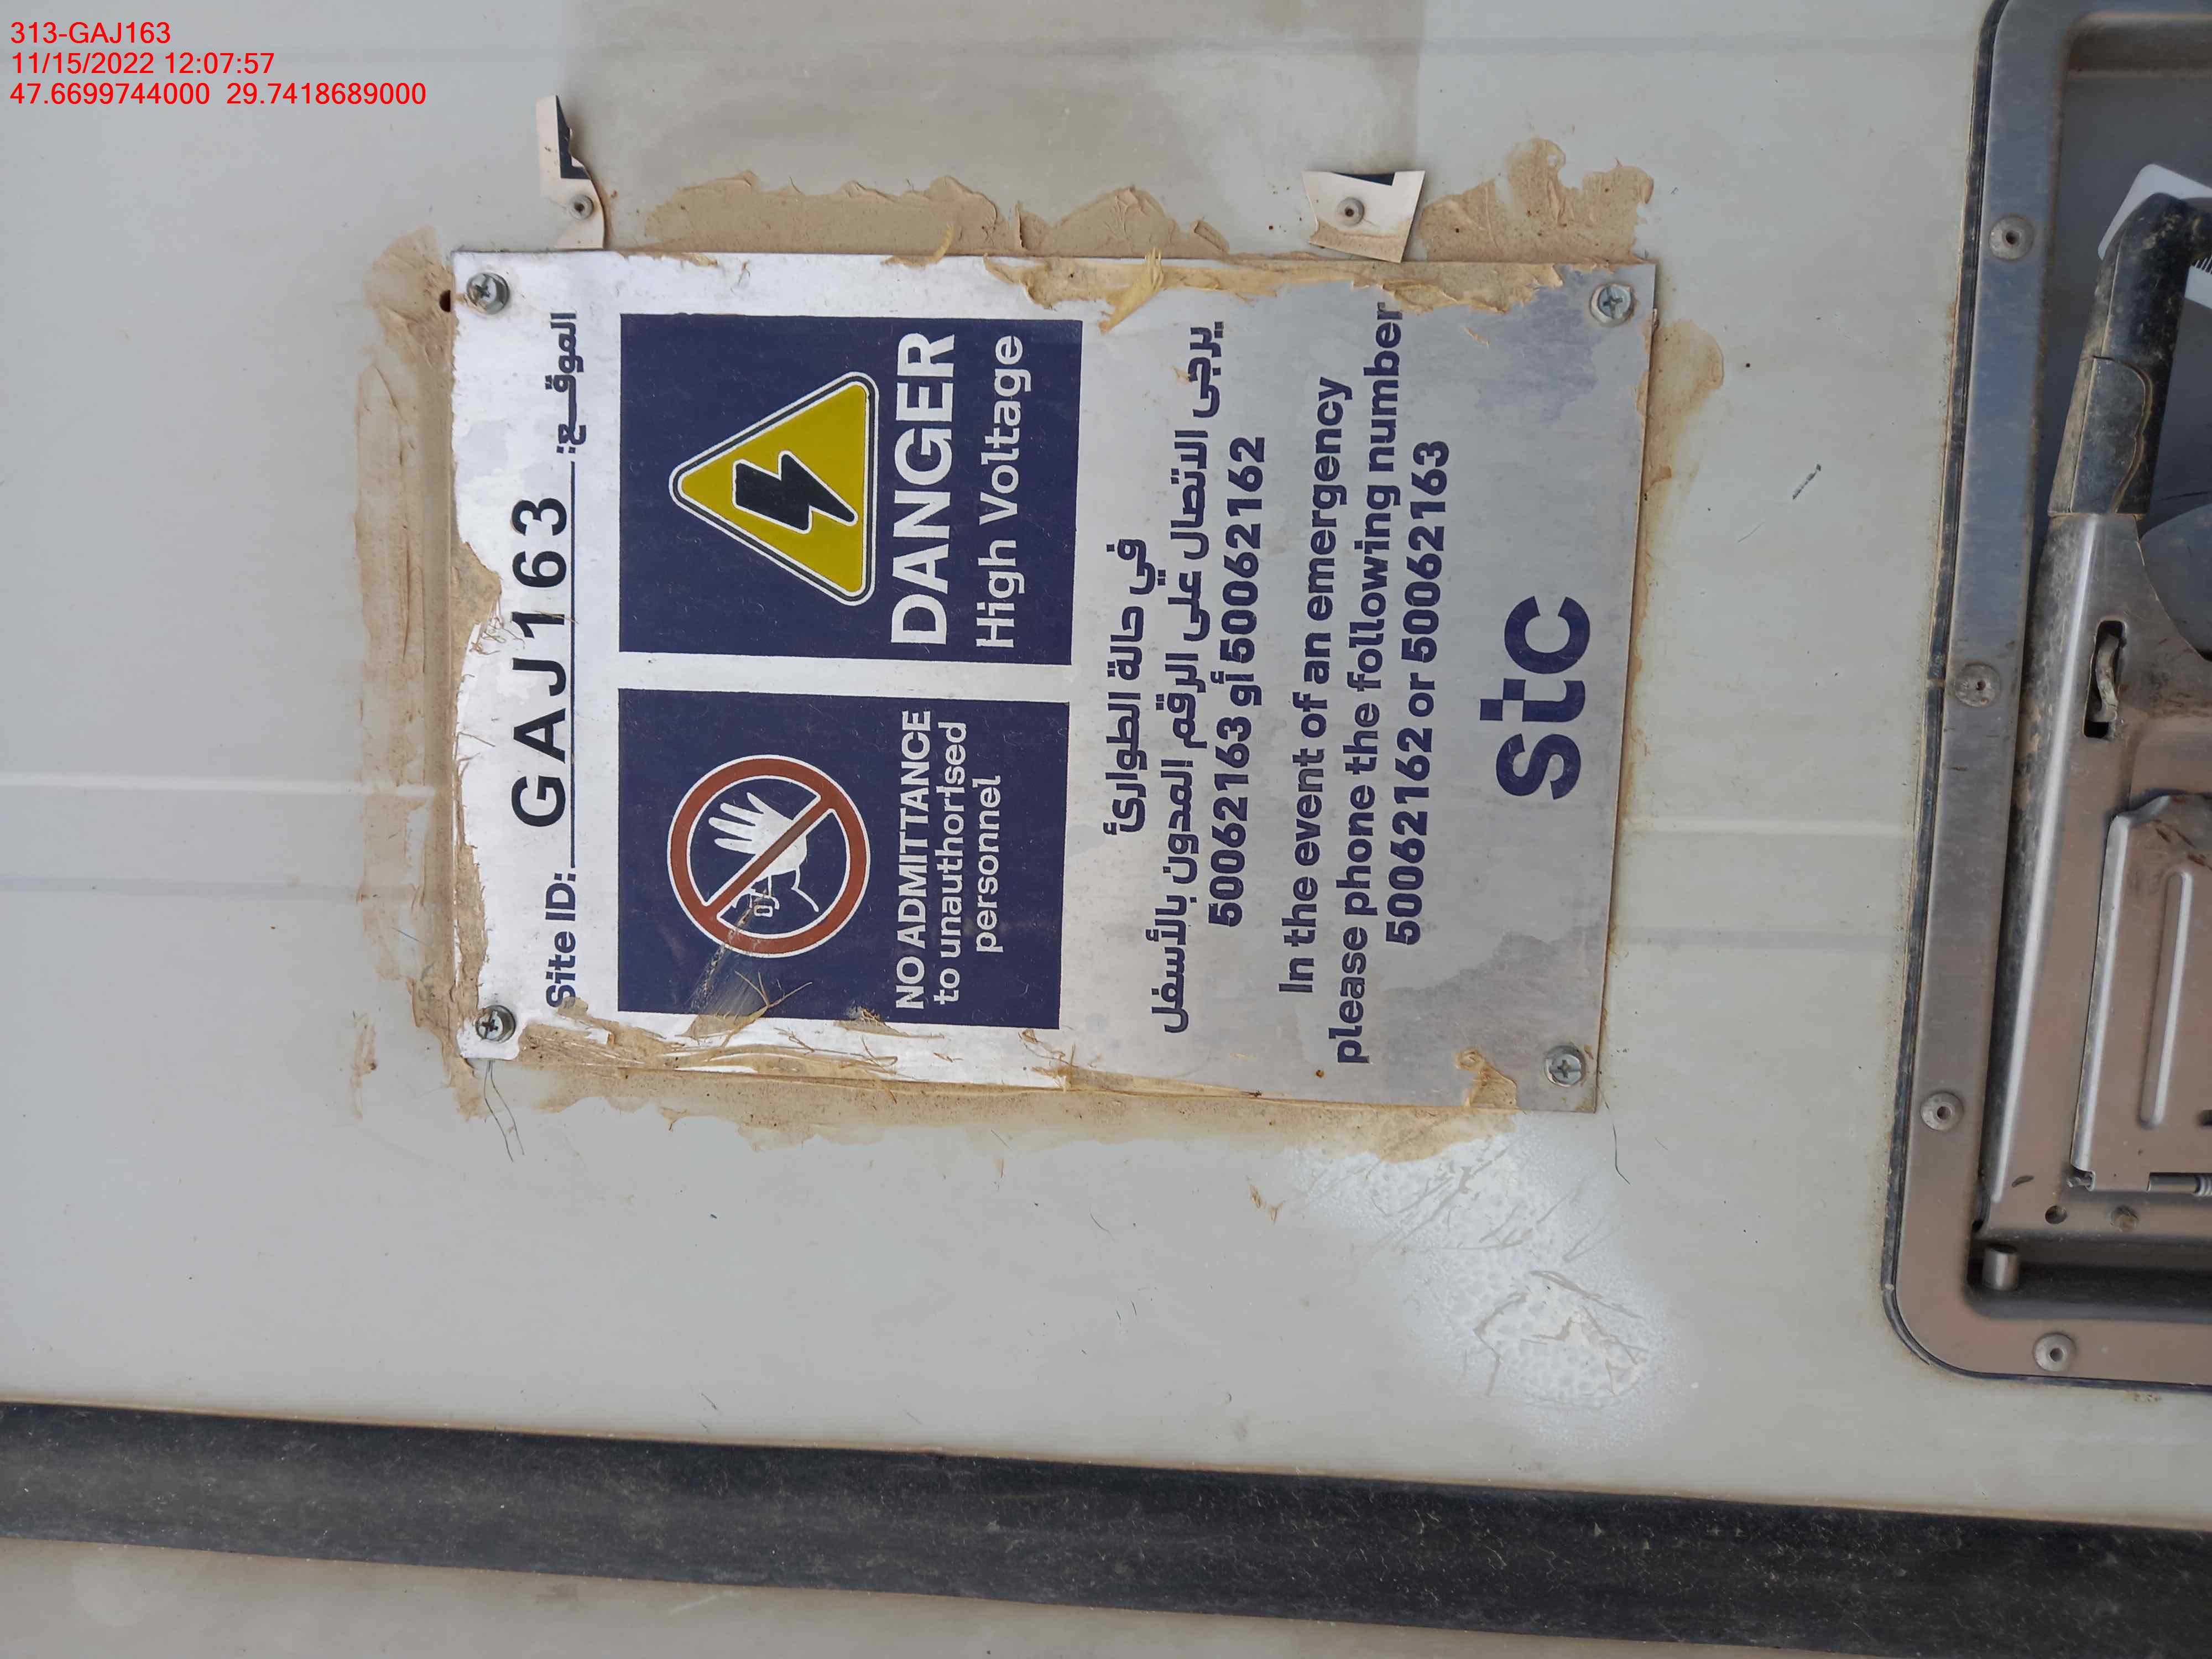 313-GAJ163
11/15/2022 12:07:57
47.6699744000 29.7418689000
Site ID: GAJ163 الموقـــع:
NO ADMITTANCE
to unauthorised
personnel
DANGER
High Voltage
في حالة الطوارئ
يرجى الاتصال على الرقم المدون بالأسفل
50062163 أو 50062162
In the event of an emergency
please phone the following number
50062162 or 50062163
stc